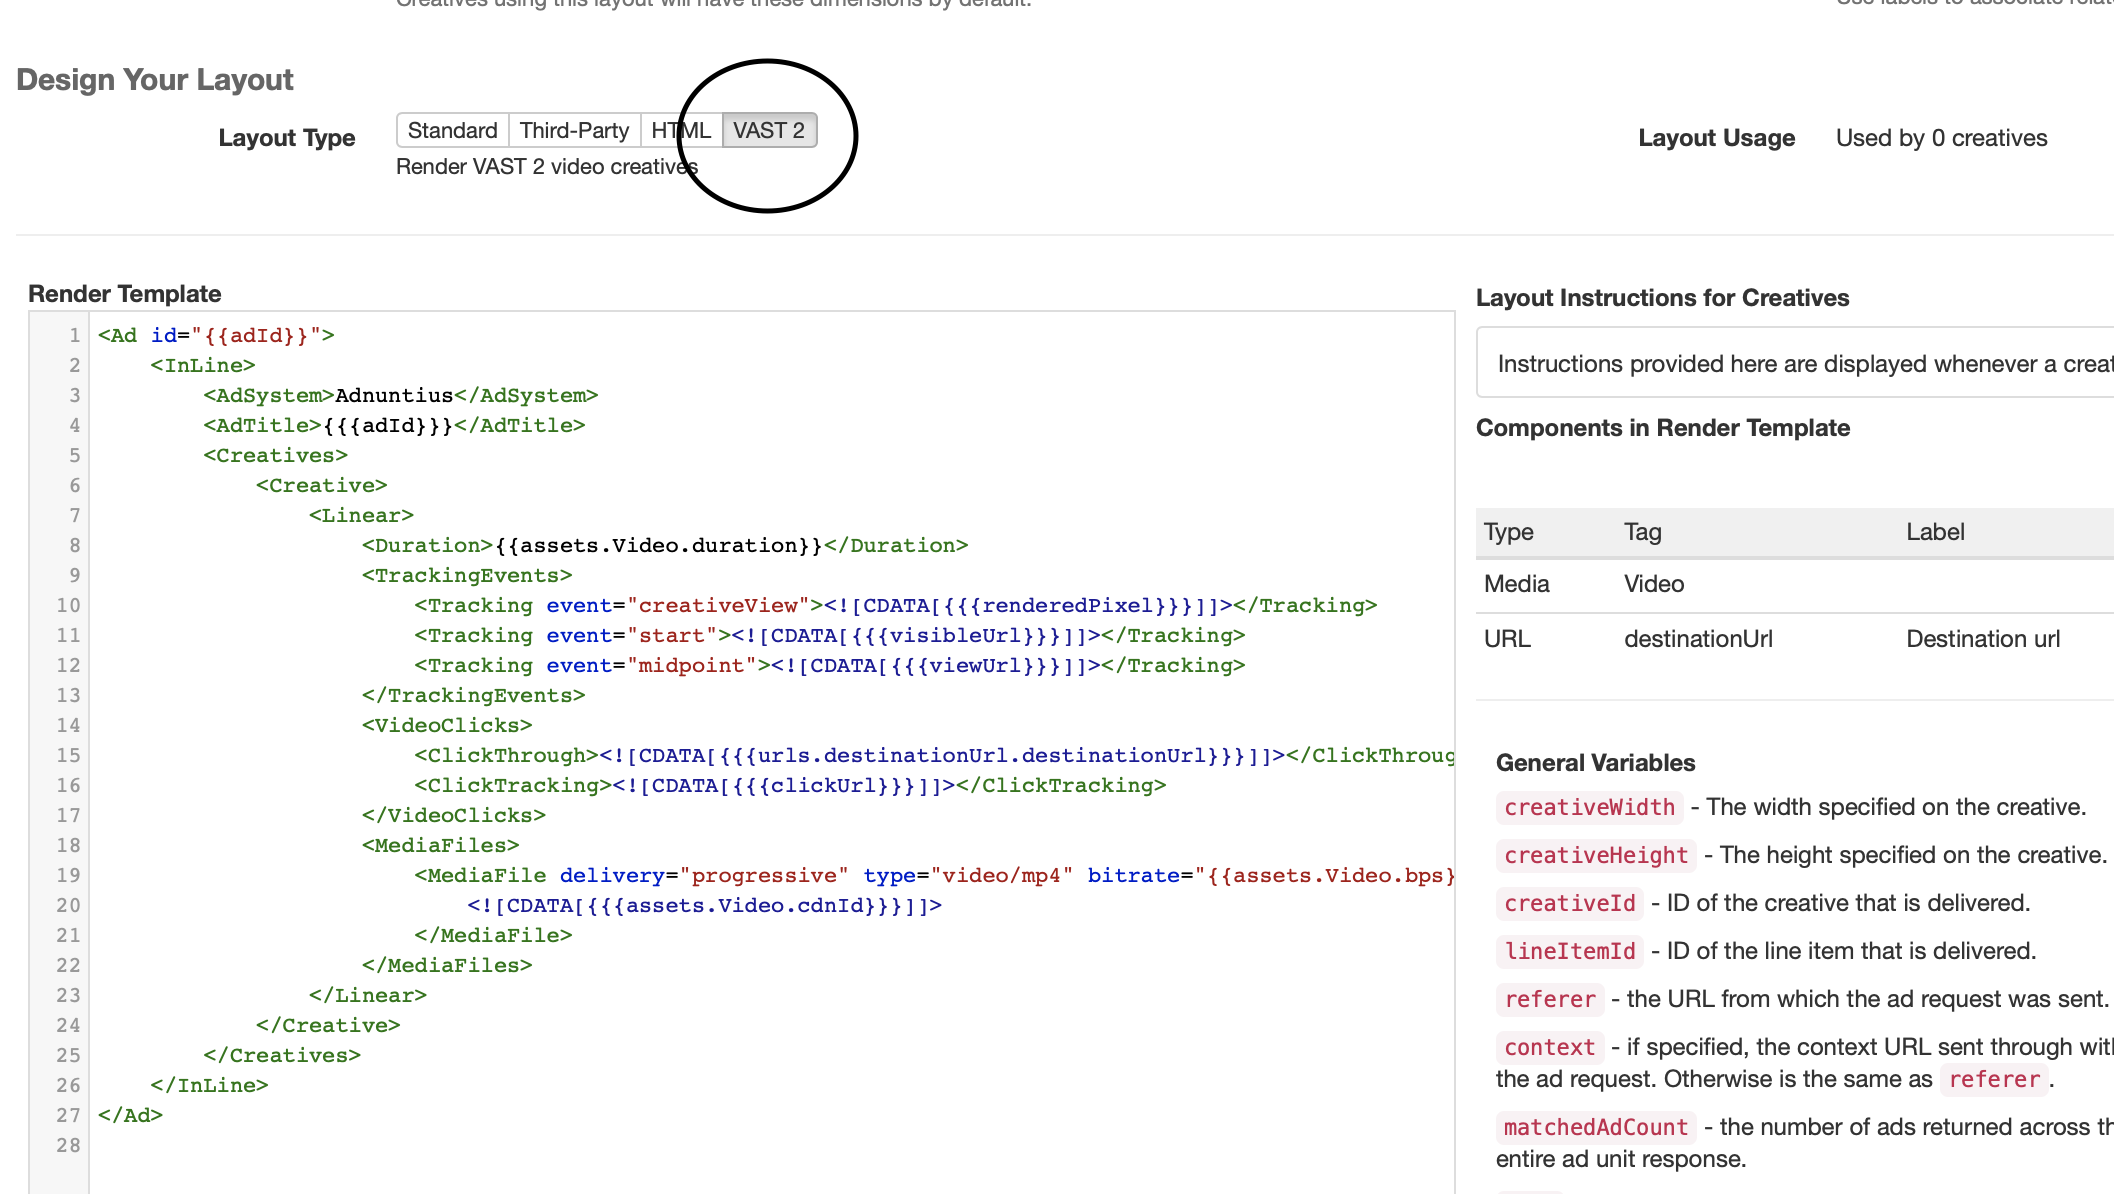 Creatives using this layout will have these dimensions by default.
Design Your Layout
Layout Type
Standard Third-Party HTML VAST 2
Render VAST 2 video creatives
Layout Usage Used by 0 creatives
Render Template
1 <Ad id="{{adId}}">
2 <InLine>
3 <AdSystem>Adnuntius</AdSystem>
4 <AdTitle>{{{adId}}}</AdTitle>
5 <Creatives>
6 <Creative>
7 <Linear>
8 <Duration>{{assets.Video.duration}}</Duration>
9 <TrackingEvents>
10 <Tracking event="creativeView"><![CDATA[{{{renderedPixel}}}]]></Tracking>
11 <Tracking event="start"><![CDATA[{{{visibleUrl}}}]]></Tracking>
12 <Tracking event="midpoint"><![CDATA[{{{viewUrl}}}]]></Tracking>
13 </TrackingEvents>
14 <VideoClicks>
15 <ClickThrough><![CDATA[{{{urls.destinationUrl.destinationUrl}}}]]></ClickThroug
16 <ClickTracking><![CDATA[{{{clickUrl}}}]]></ClickTracking>
17 </VideoClicks>
18 <MediaFiles>
19 <MediaFile delivery="progressive" type="video/mp4" bitrate="{{assets.Video.bps}
20 <![CDATA[{{{assets.Video.cdnId}}}]]>
21 </MediaFile>
22 </MediaFiles>
23 </Linear>
24 </Creative>
25 </Creatives>
26 </InLine>
27 </Ad>
28
Layout Instructions for Creatives
Instructions provided here are displayed whenever a creat
Components in Render Template
Type Tag Label
Media Video
URL destinationUrl Destination url
General Variables
creativeWidth - The width specified on the creative.
creativeHeight - The height specified on the creative.
creativeId - ID of the creative that is delivered.
lineItemId - ID of the line item that is delivered.
referer - the URL from which the ad request was sent.
context - if specified, the context URL sent through with
the ad request. Otherwise is the same as referer.
matchedAdCount - the number of ads returned across th
entire ad unit response.